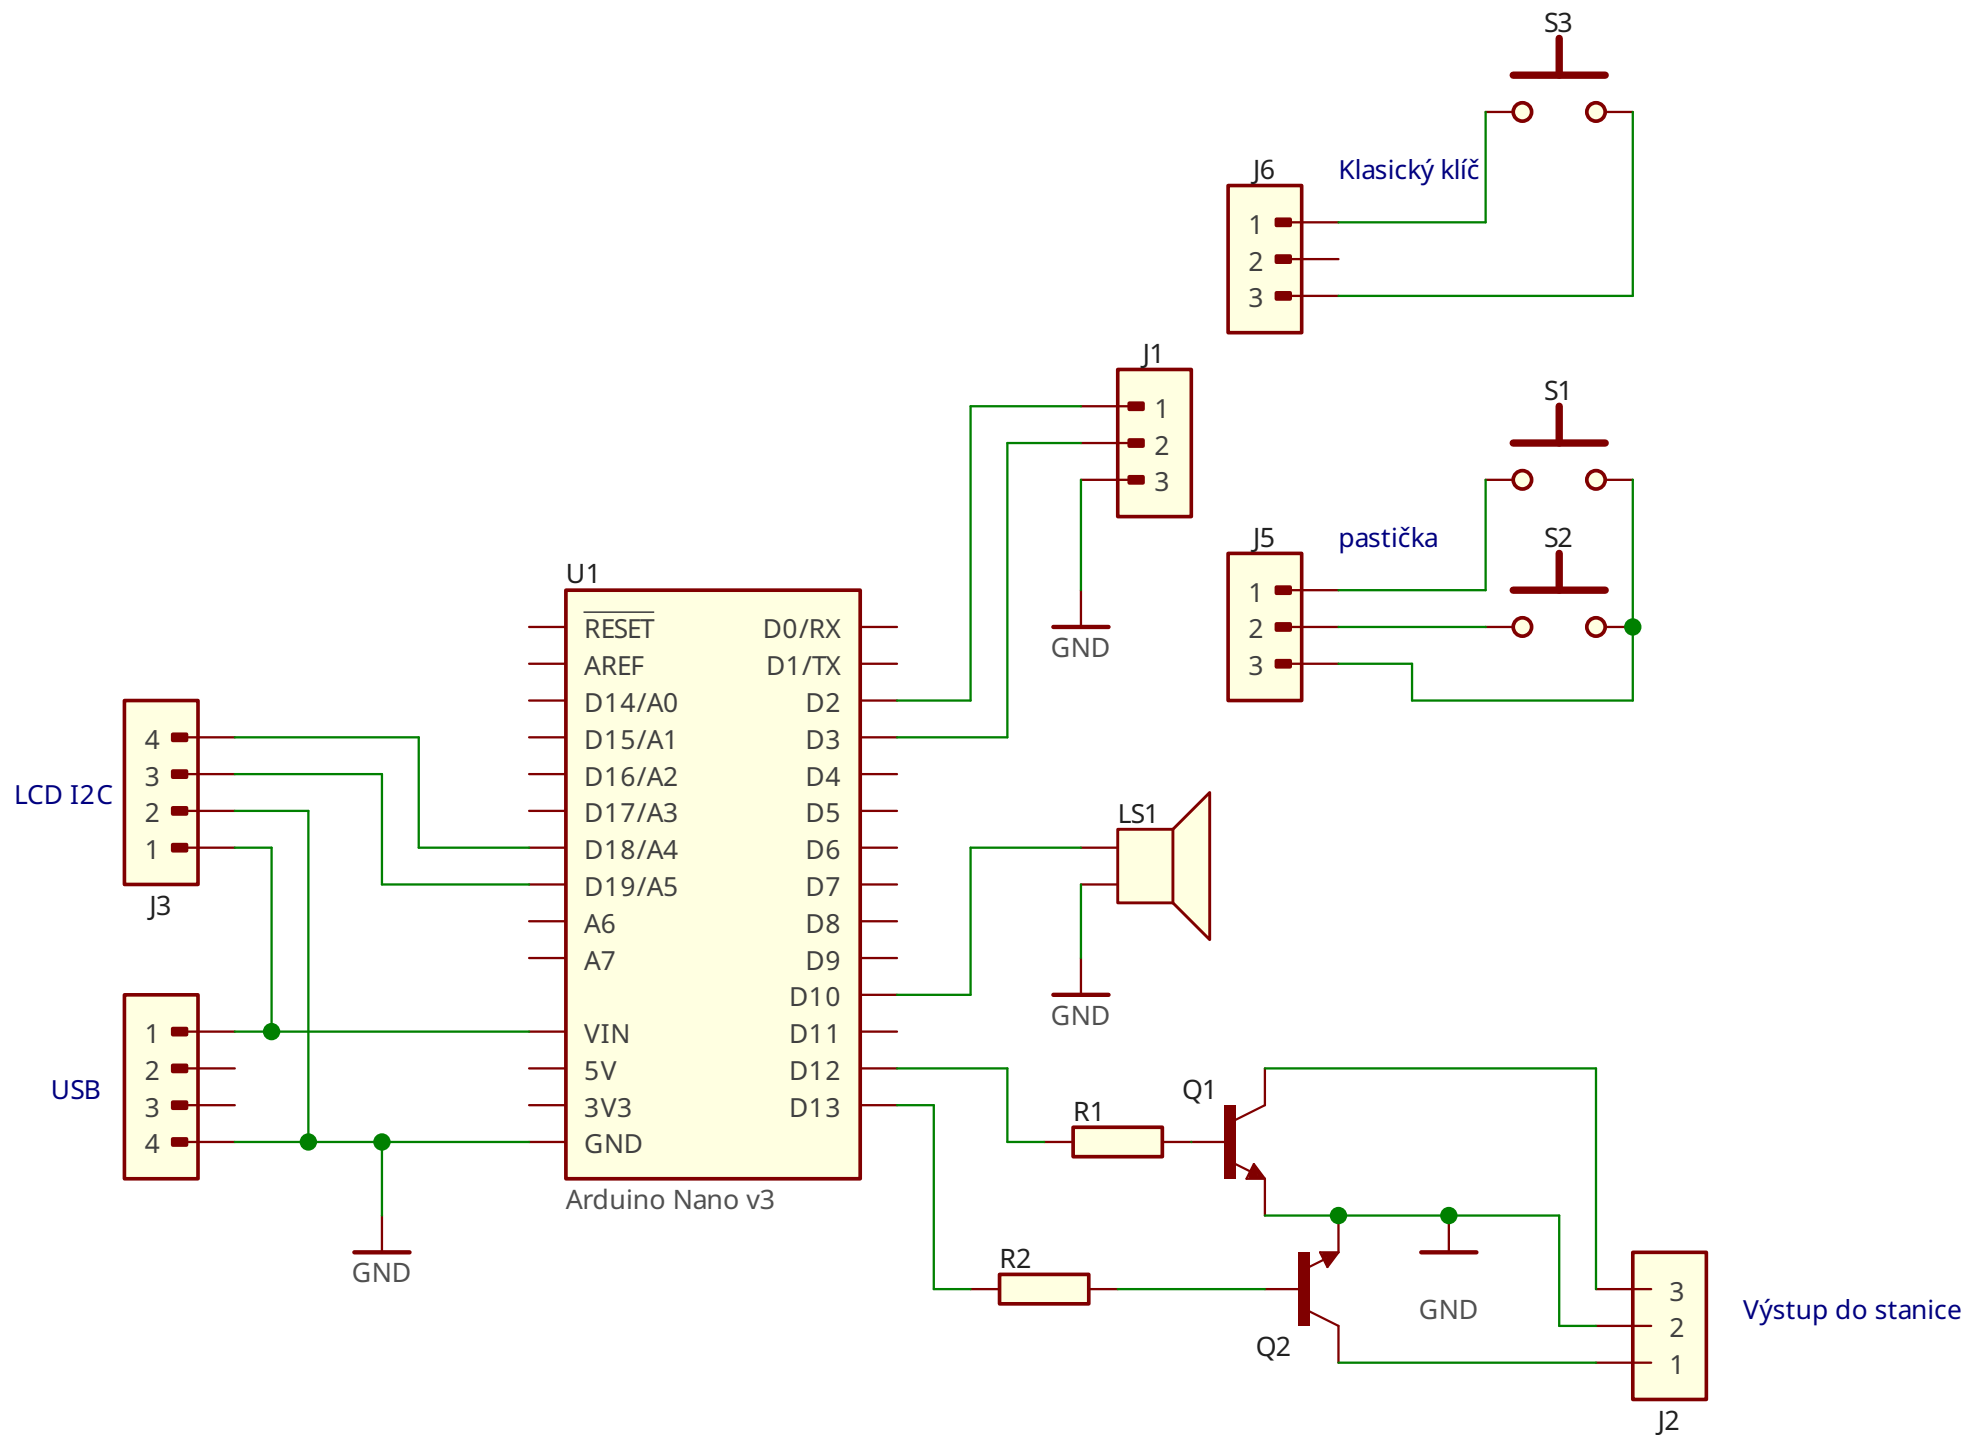 S3
J6
Klasický klíč
1
2
3
J1
1
2
3
GND
S1
J5
pastička
S2
1
2
3
U1
RESET
AREF
D14/A0
D15/A1
D16/A2
D17/A3
D18/A4
D19/A5
A6
A7
VIN
5V
3V3
GND
D0/RX
D1/TX
D2
D3
D4
D5
D6
D7
D8
D9
D10
D11
D12
D13
Arduino Nano v3
LCD I2C
4
3
2
1
J3
USB
1
2
3
4
GND
LS1
GND
Q1
R1
R2
Q2
GND
3
2
1
J2
Výstup do stanice